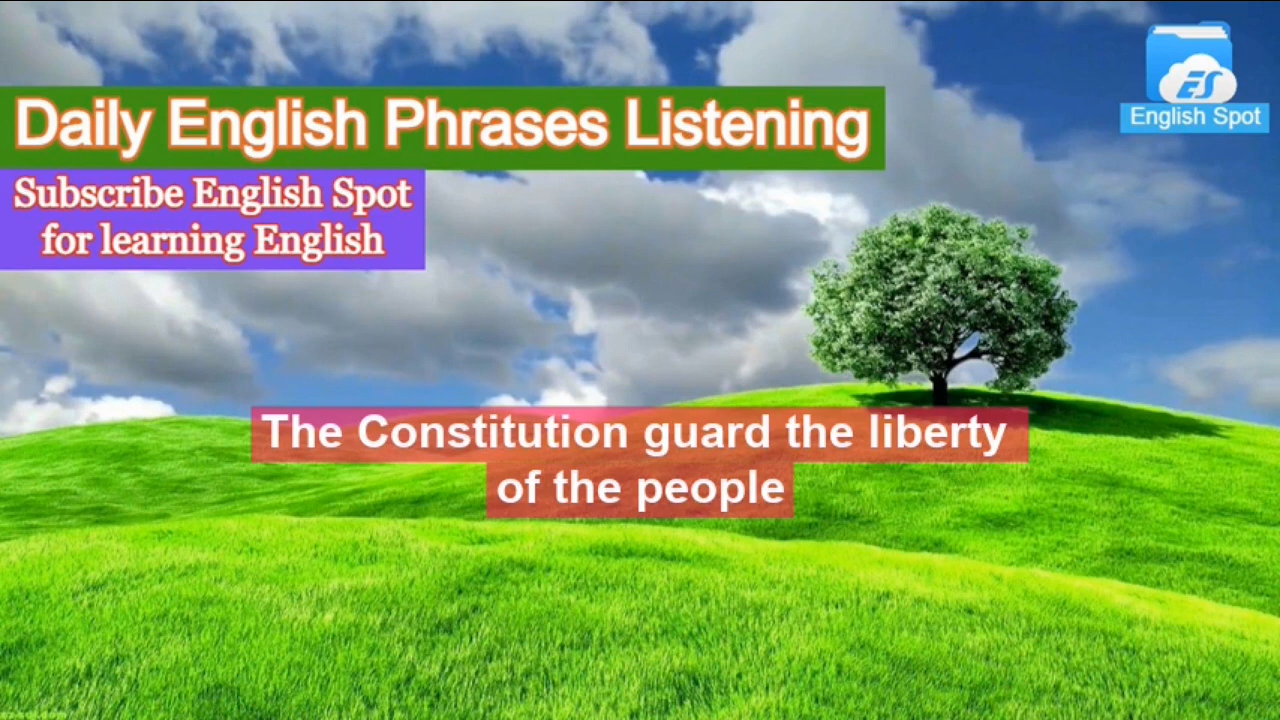 Daily English Phrases Listening
Subscribe English Spot
for learning English
ES
English Spot
The Constitution guard the liberty
of the people